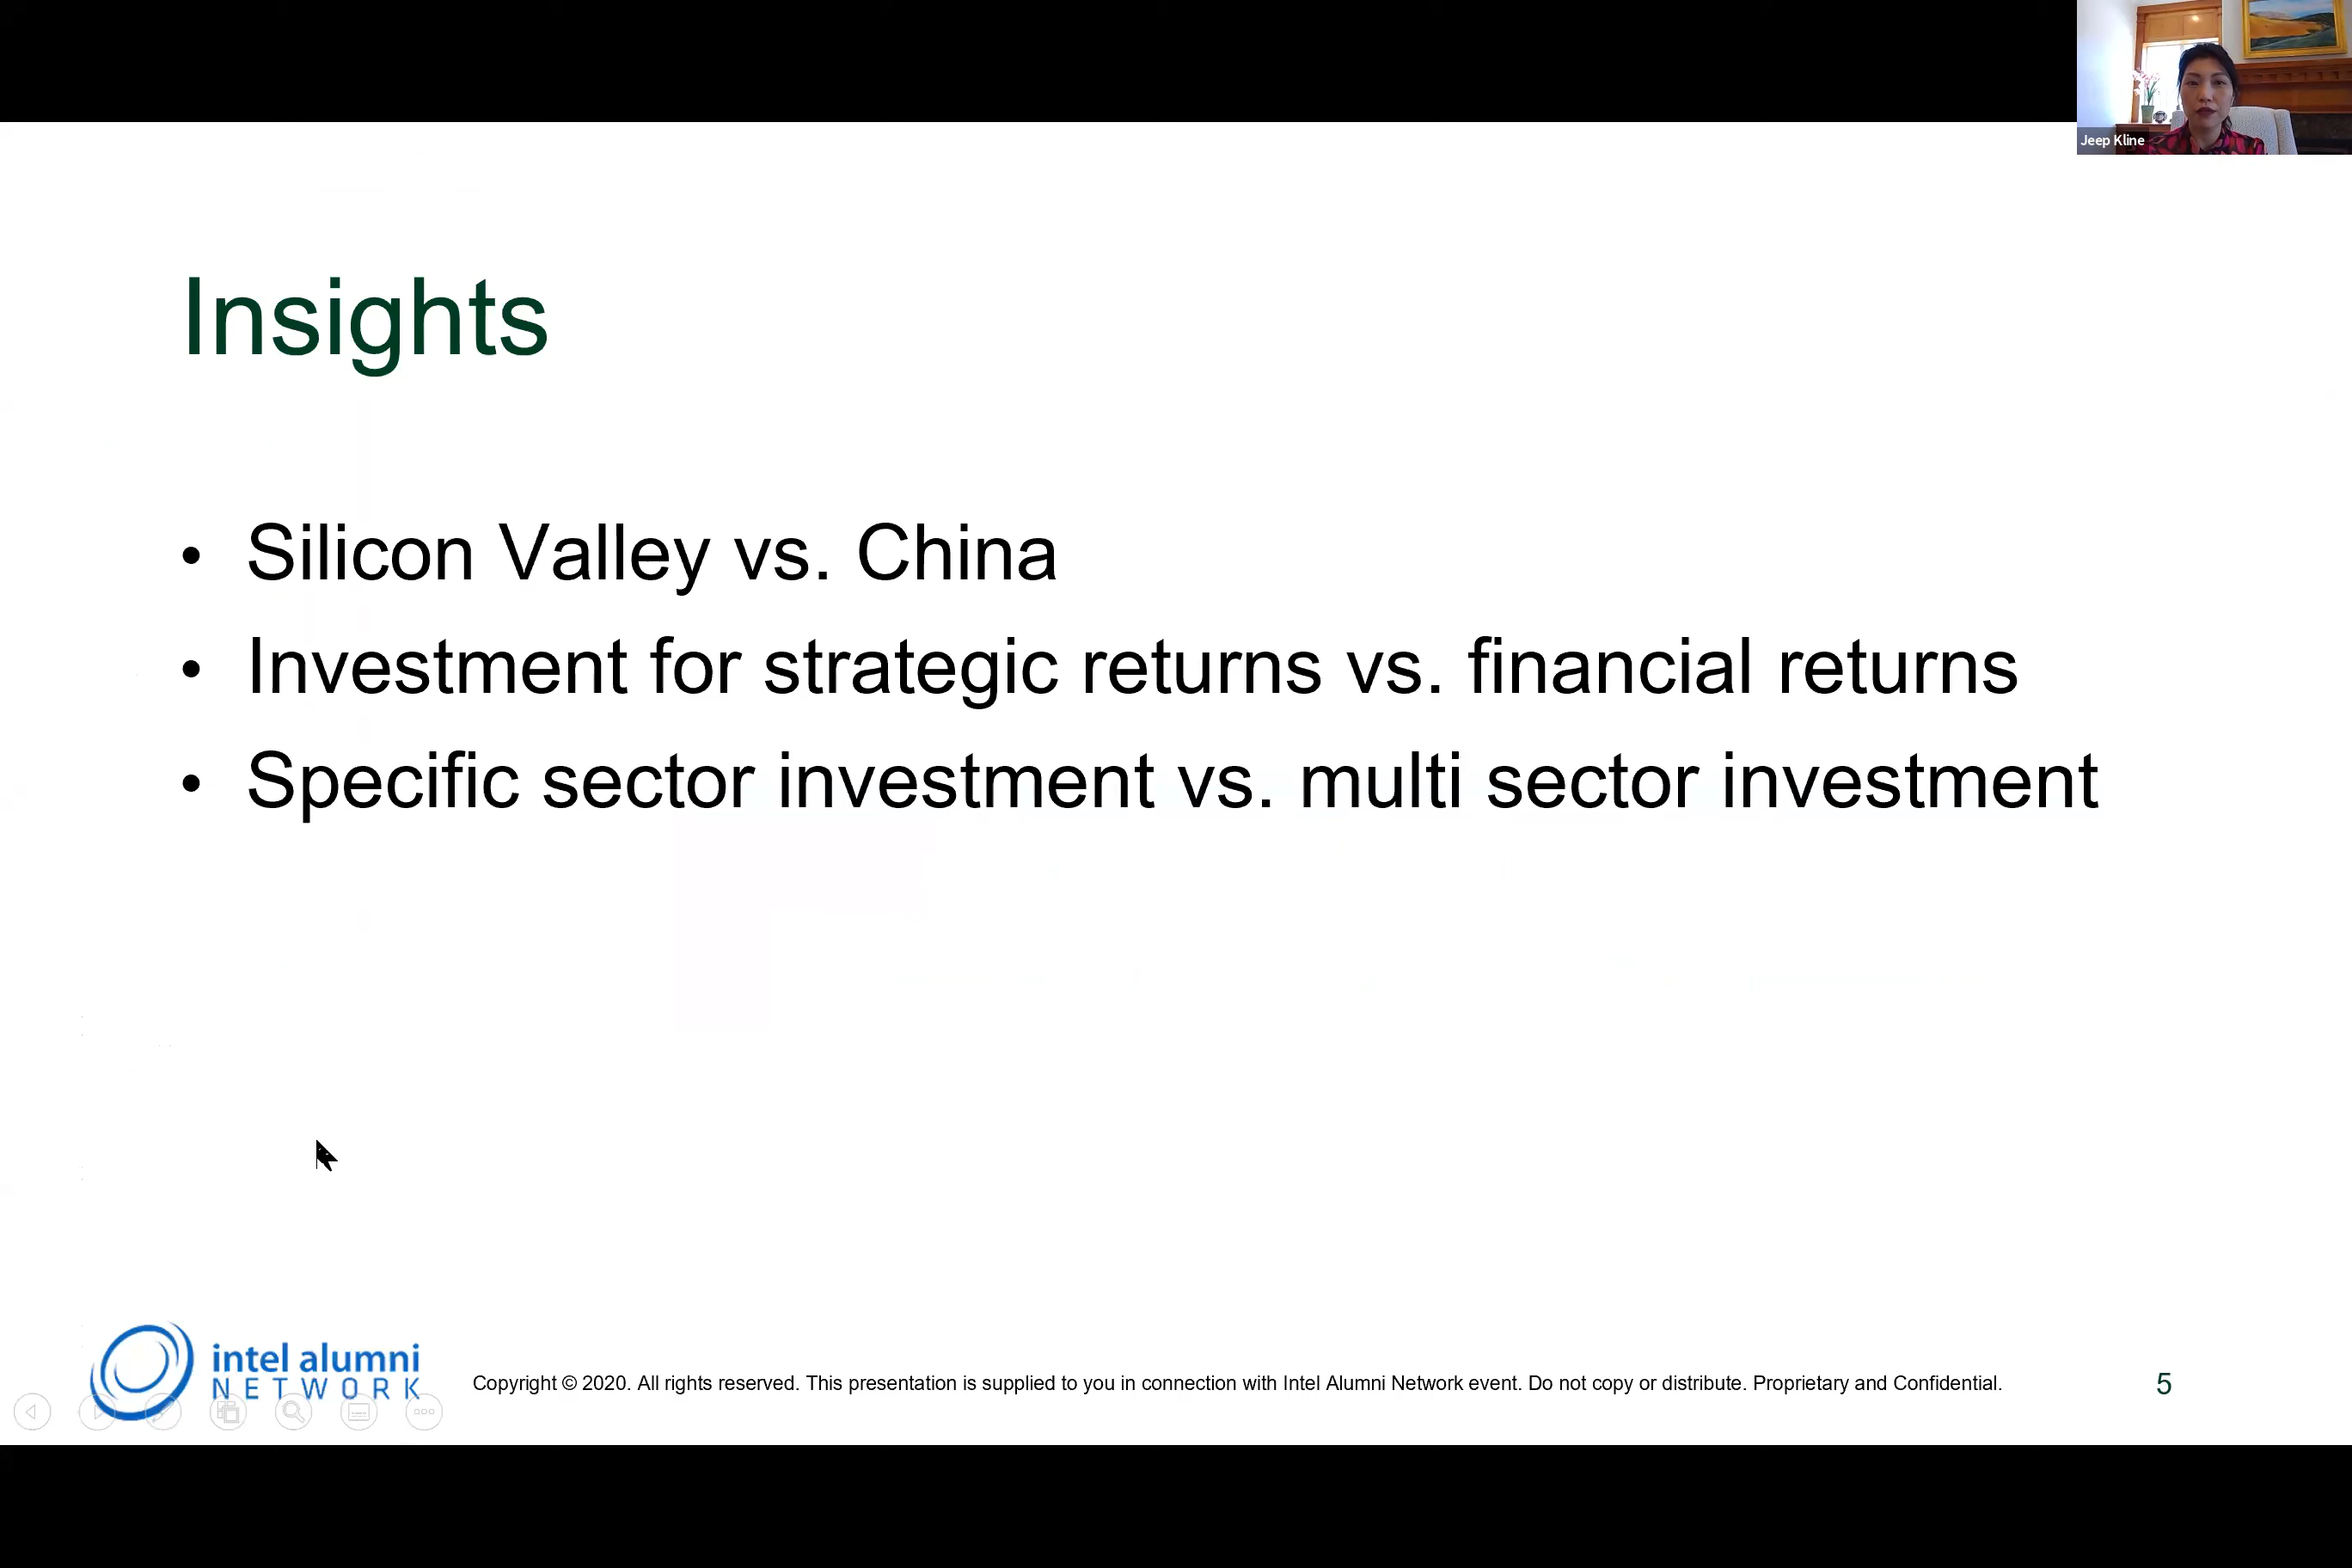 Jeep Kline
Insights
• Silicon Valley vs. China
• Investment for strategic returns vs. financial returns
• Specific sector investment vs. multi sector investment
intel alumni
NETWORK
Copyright © 2020. All rights reserved. This presentation is supplied to you in connection with Intel Alumni Network event. Do not copy or distribute. Proprietary and Confidential.
5